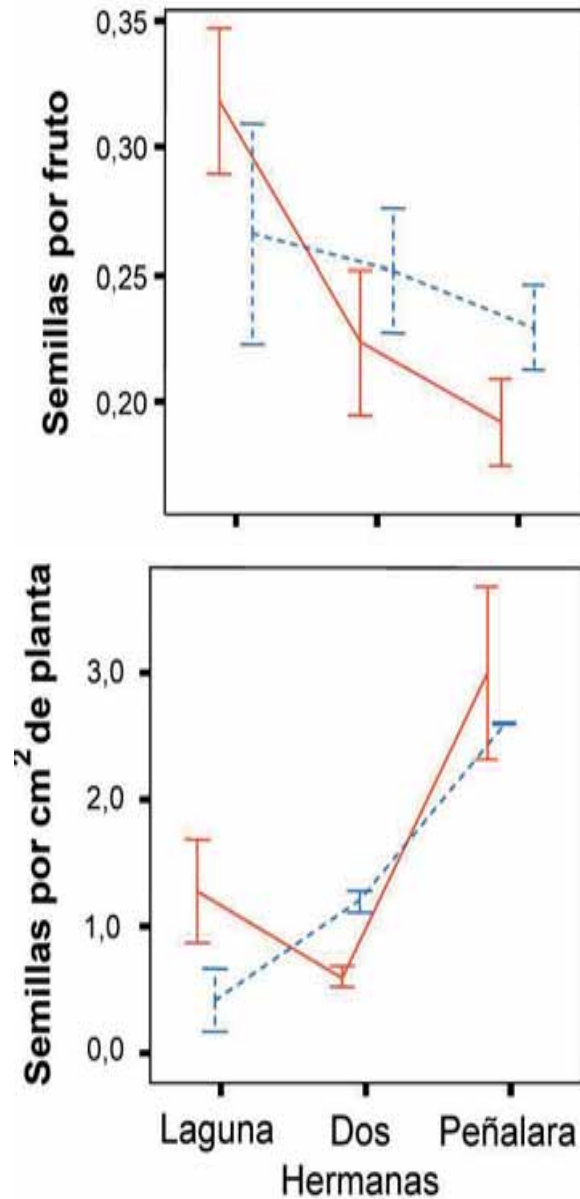 Semillas por fruto
0,35
0,30
0,25
0,20
Semillas por cm² de planta
3,0
2,0
1,0
0,0
Laguna Dos Peñalara
Hermanas